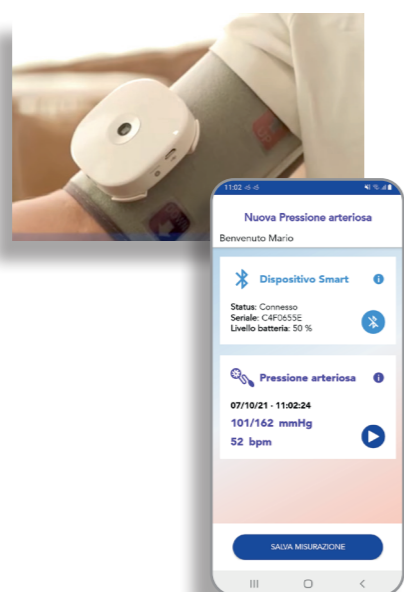 UP
11:02
Nuova Pressione arteriosa
Benvenuto Mario
Dispositivo Smart
Status: Connesso
Seriale: C4F0655E
Livello batteria: 50 %
Pressione arteriosa
07/10/21 - 11:02:24
101/162 mmHg
52 bpm
SALVA MISURAZIONE